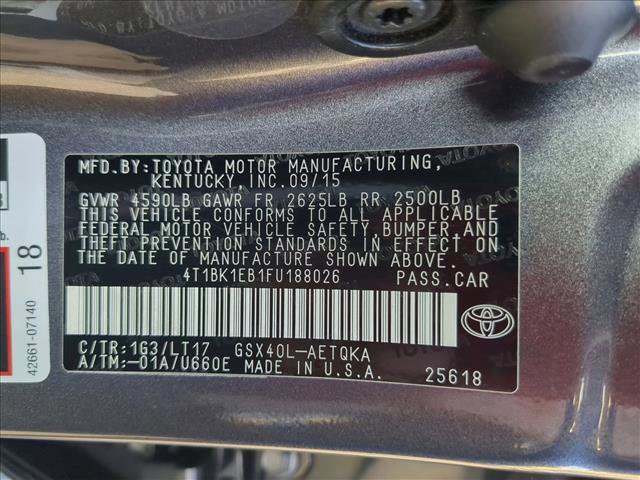 MFD.BY:TOYOTA MOTOR MANUFACTURING,
KENTUCKY, INC.09/15
GVWR 4590LB GAWR FR 2625LB RR 2500LB
THIS VEHICLE CONFORMS TO ALL APPLICABLE
FEDERAL MOTOR VEHICLE SAFETY,BUMPER,AND
THEFT PREVENTION STANDARDS IN EFFECT ON
THE DATE OF MANUFACTURE SHOWN ABOVE.
4T1BK1EB1FU188026 PASS.CAR
C/TR:1G3/LT17 GSX40L-AETQKA
A/TM:-01A/U660E MADE IN U.S.A. 25618
18
42661-07140